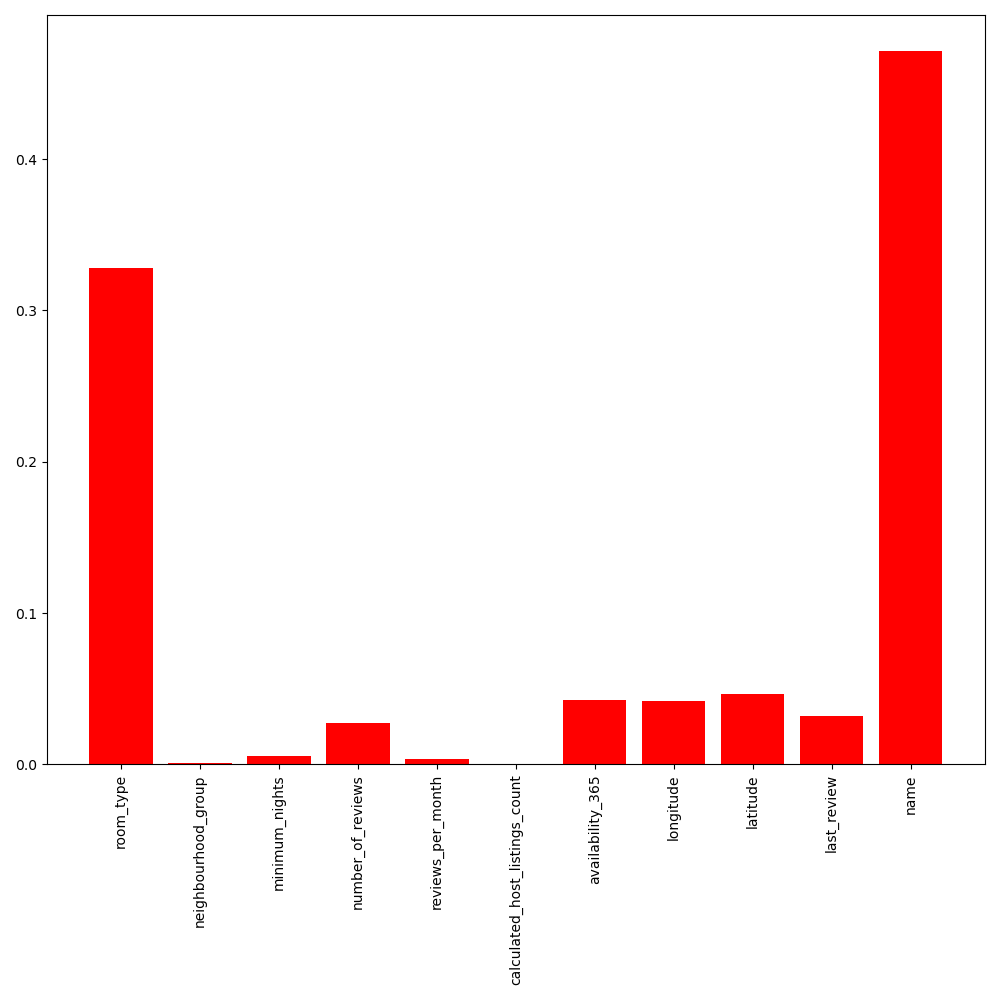 0.4
0.3
0.2
0.1
0.0
room_type
neighbourhood_group
minimum_nights
number_of_reviews
reviews_per_month
calculated_host_listings_count
availability_365
longitude
latitude
last_review
name